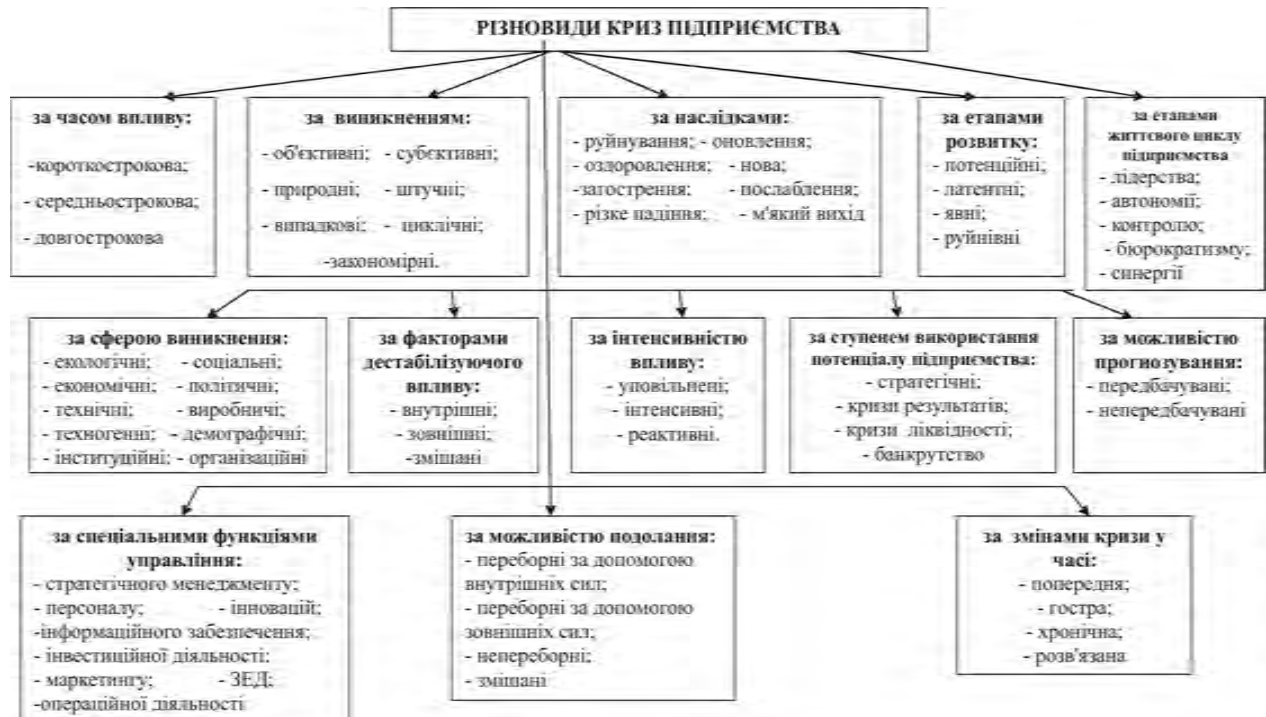 РІЗНОВИДИ КРИЗ ПІДПРИЄМСТВА
за часом впливу:
-короткострокова;
- середньострокова;
- довгострокова
за виникненням:
- об'єктивні; - субєктивні;
- природні; - штучні;
- випадкові; - циклічні;
-закономірні.
за наслідками:
- руйнування; - оновлення;
- оздоровлення; - нова;
-загострення; - послаблення;
- різке падіння; - м'який вихід
за етапами
розвитку:
- потенційні;
- латентні;
- явні;
- руйнівні
за етапами
життєвого циклу
підприємства
- лідерства;
- автономії;
- контролю;
- бюрократизму;
- синергії
за сферою виникнення:
- екологічні; - соціальні;
- економічні; - політичні;
- технічні; - виробничі;
- техногенні; - демографічні;
- інституційні; - організаційні
за факторами
дестабілізуючого
впливу:
- внутрішні;
- зовнішні;
-змішані
за інтенсивністю
впливу:
- уповільнені;
- інтенсивні;
- реактивні.
за ступенем використання
потенціалу підприємства:
- стратегічні;
- кризи результатів;
- кризи ліквідності;
- банкрутство
за можливістю
прогнозування:
- передбачувані;
- непередбачувані
за спеціальними функціями
управління:
- стратегічного менеджменту;
- персоналу; - інновацій;
-інформаційного забезпечення;
- інвестиційної діяльності:
- маркетингу; - ЗЕД;
-операційної діяльності
за можливістю подолання:
- переборні за допомогою
внутрішніх сил;
- переборні за допомогою
зовнішніх сил;
- непереборні;
- змішані
за змінами кризи у
часі:
- попередня;
- гостра;
- хронічна;
- розв'язана